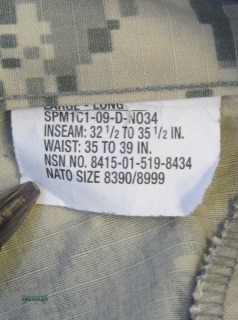 LARGE - LONG
SPM1C1-09-D-NO34
INSEAM: 32 1/2 TO 35 1/2 IN.
WAIST: 35 TO 39 IN.
NSN NO. 8415-01-519-8434
NATO SIZE 8390/8999